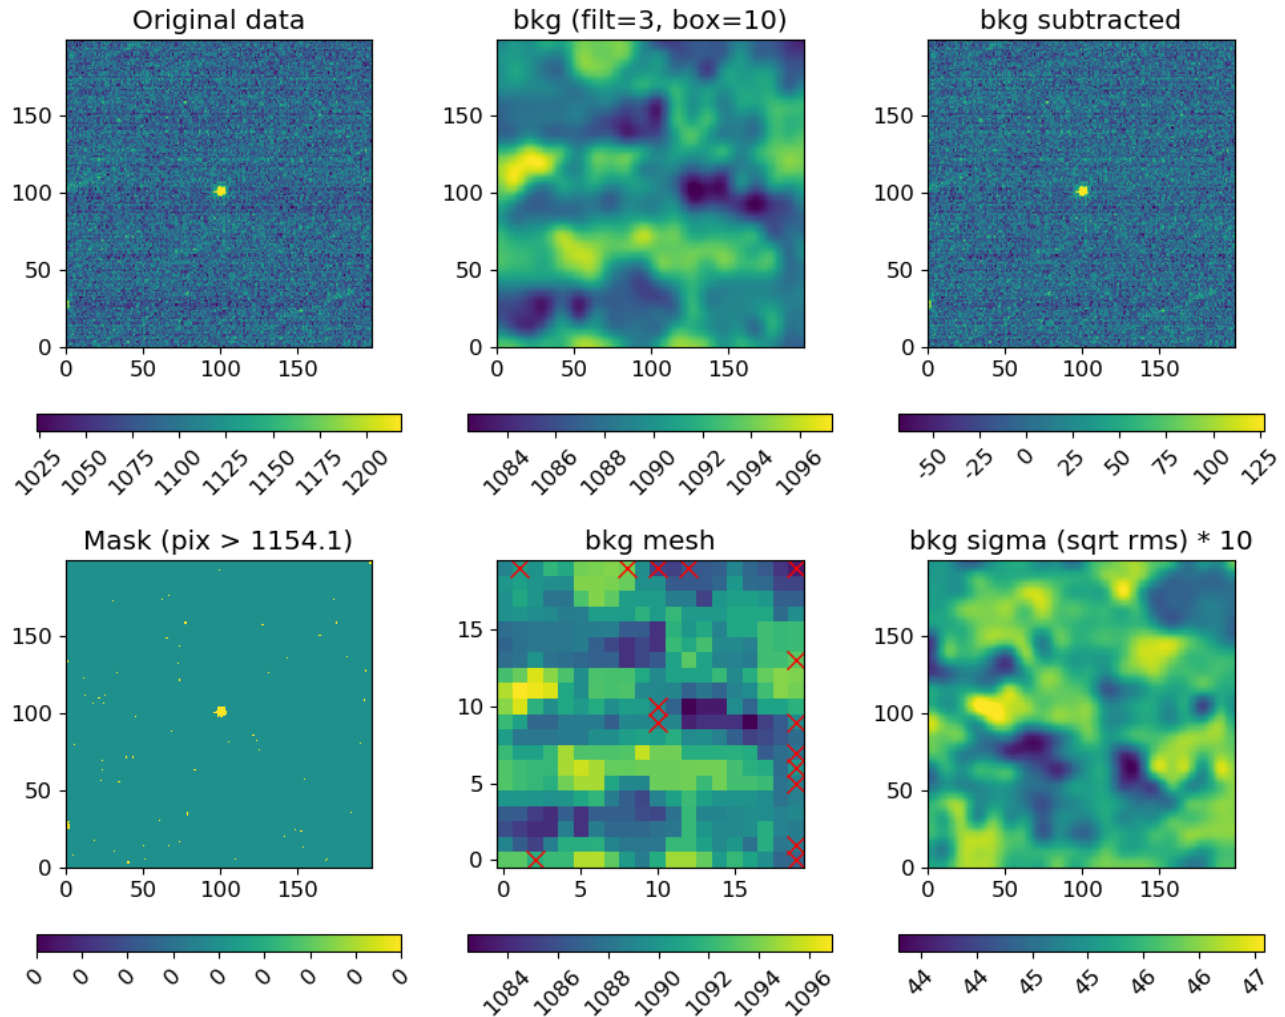 Original data
bkg (filt=3, box=10)
bkg subtracted
150
100
50
0
0 50 100 150
150
100
50
0
0 50 100 150
150
100
50
0
0 50 100 150
1025 1050 1075 1100 1125 1150 1175 1200
1084 1086 1088 1090 1092 1094 1096
-50 -25 0 25 50 75 100 125
Mask (pix > 1154.1)
bkg mesh
bkg sigma (sqrt rms) * 10
150
100
50
0
0 50 100 150
15
10
5
0
0 5 10 15
150
100
50
0
0 50 100 150
0 0 0 0 0 0 0 0 0
1084 1086 1088 1090 1092 1094 1096
44 44 45 45 46 46 47